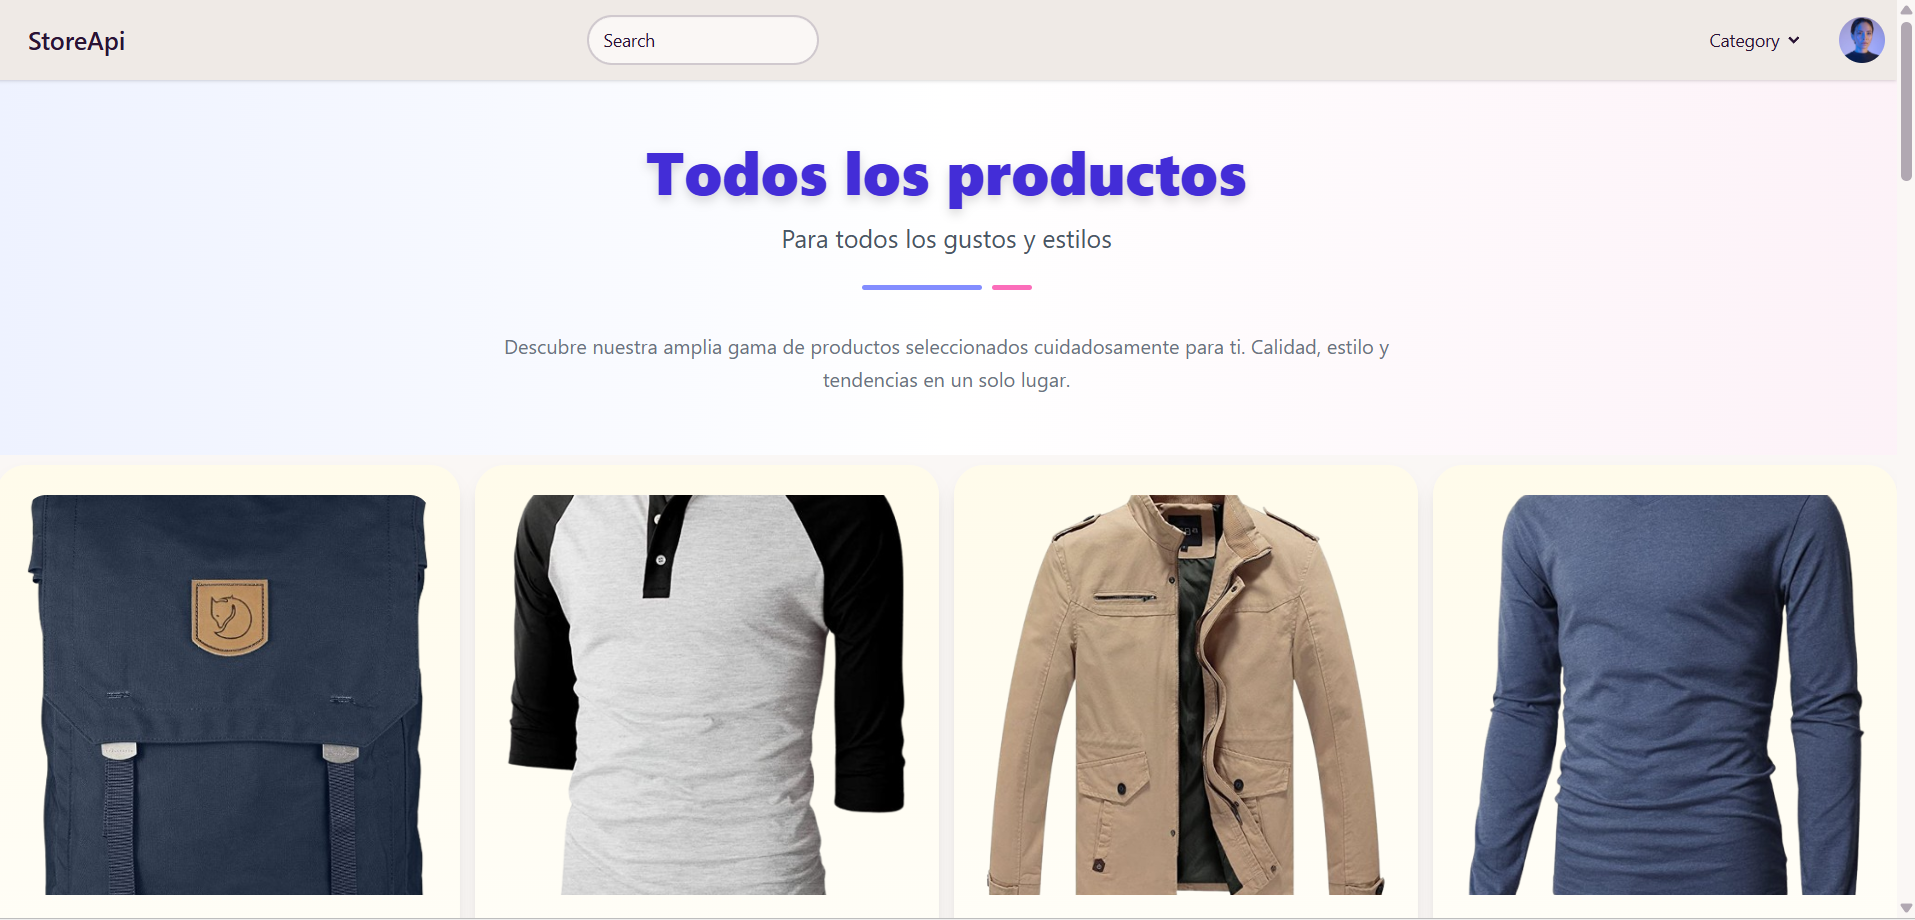 StoreApi
Search
Category
Todos los productos
Para todos los gustos y estilos
Descubre nuestra amplia gama de productos seleccionados cuidadosamente para ti. Calidad, estilo y
tendencias en un solo lugar.